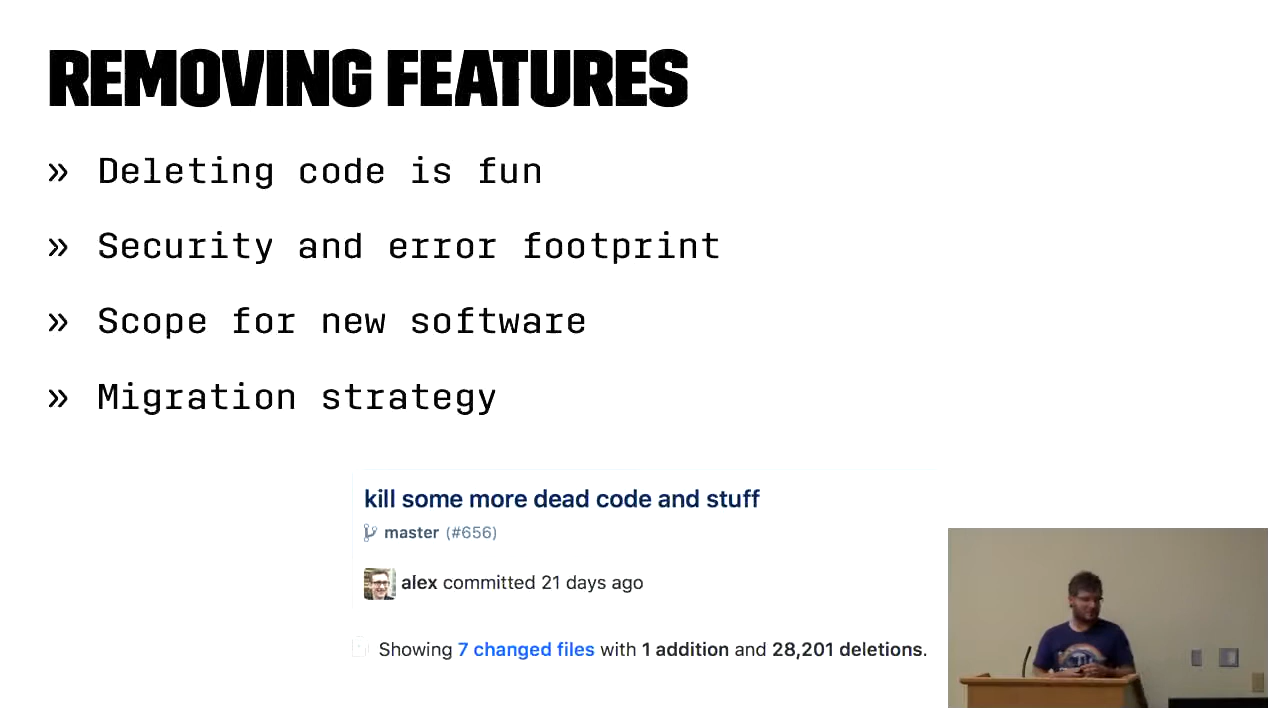 REMOVING FEATURES
» Deleting code is fun
» Security and error footprint
» Scope for new software
» Migration strategy
kill some more dead code and stuff
master (#656)
alex committed 21 days ago
Showing 7 changed files with 1 addition and 28,201 deletions.